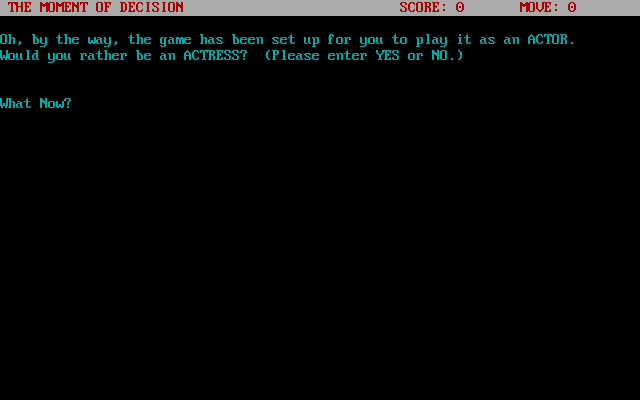 THE MOMENT OF DECISION SCORE: 0 MOVE: 0
Oh, by the way, the game has been set up for you to play it as an ACTOR.
Would you rather be an ACTRESS? (Please enter YES or NO.)
What Now?